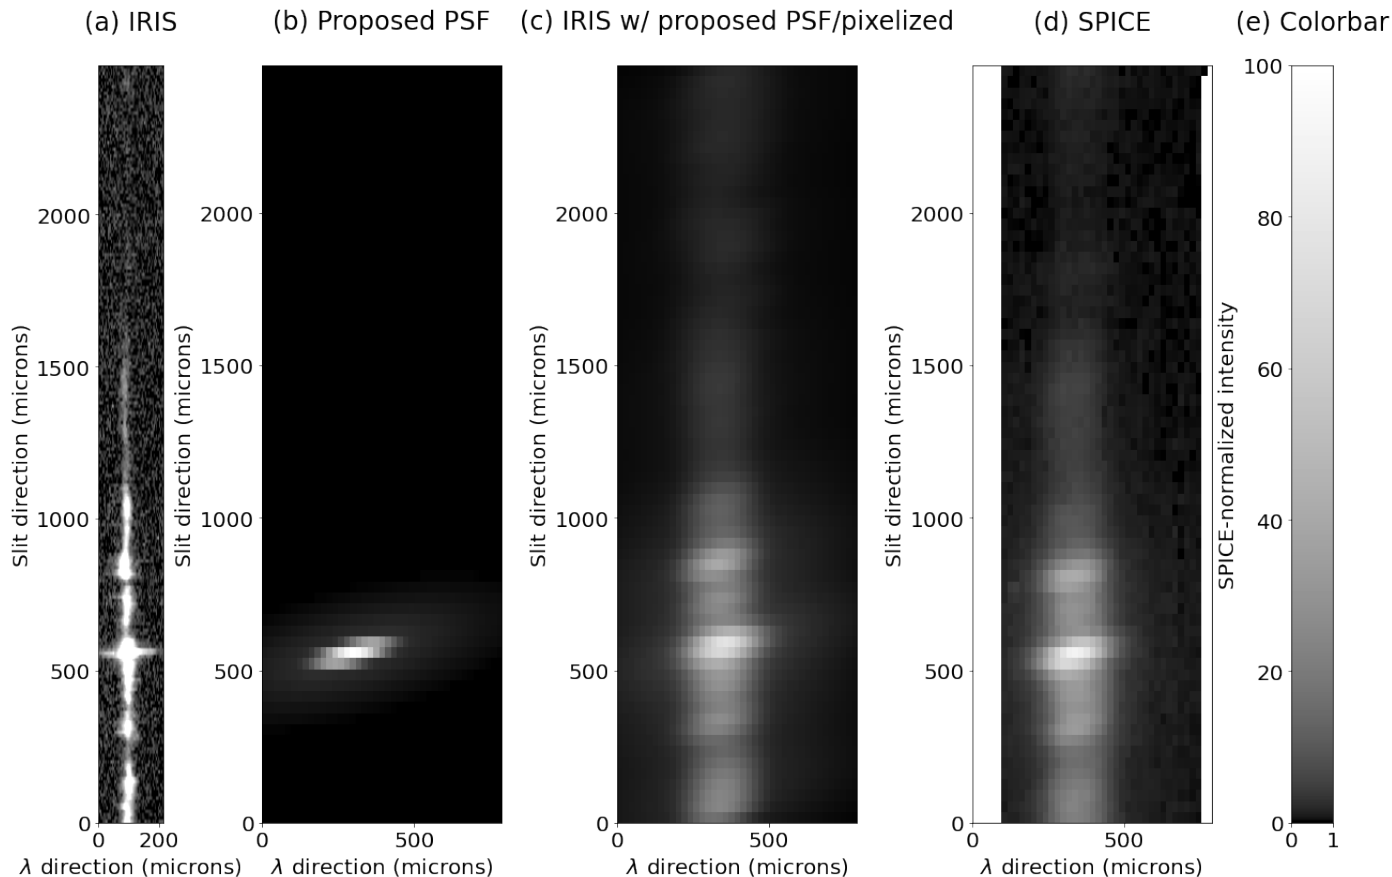 (a) IRIS
(b) Proposed PSF
(c) IRIS w/ proposed PSF/pixelized
(d) SPICE
(e) Colorbar
Slit direction (microns)
2000
1500
1000
500
0
0
200
λ direction (microns)
Slit direction (microns)
2000
1500
1000
500
0
0
500
λ direction (microns)
Slit direction (microns)
2000
1500
1000
500
0
0
500
λ direction (microns)
Slit direction (microns)
2000
1500
1000
500
0
0
500
λ direction (microns)
SPICE-normalized intensity
100
80
60
40
20
0
0
1